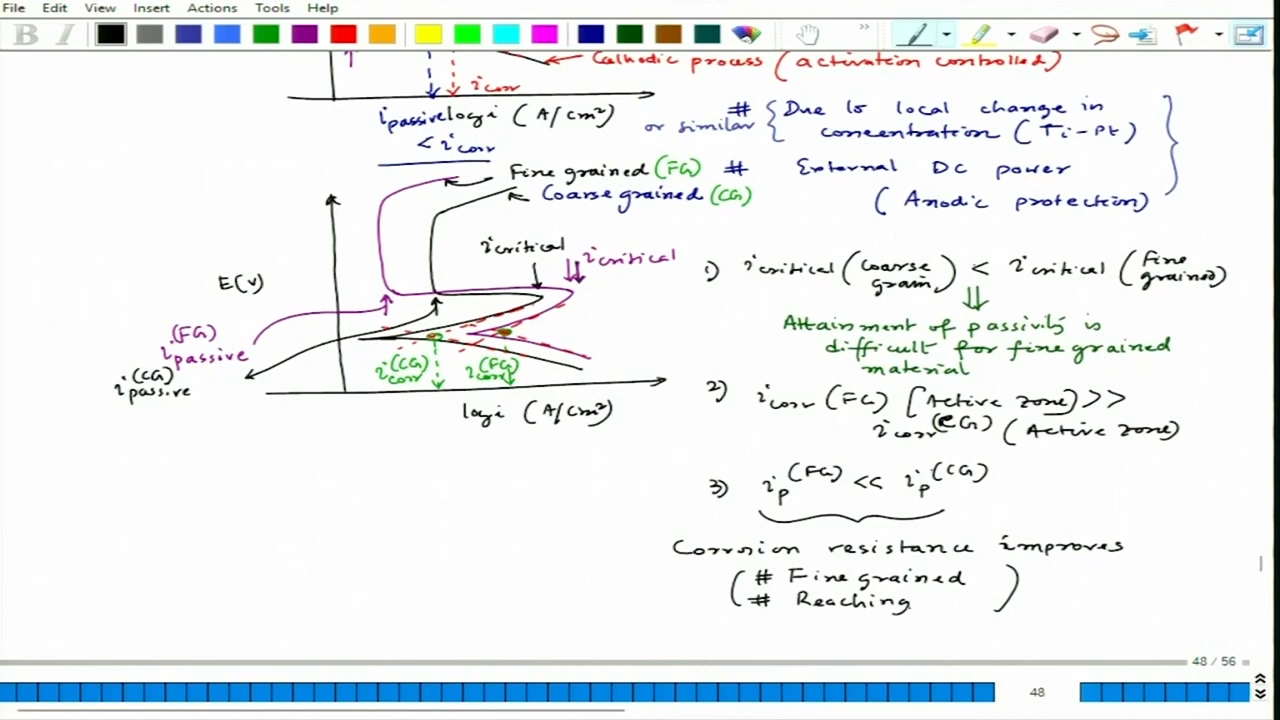 File Edit View Insert Actions Tools Help
B I
Cathodic process (activation controlled)
icorr
ipassive logi (A/cm²)
< icorr
# Due to local change in
or similar concentration (Ti-Pt)
# External DC power
(Anodic protection)
Fine grained (FG)
Coarse grained (CG)
icritical
icritical
E(v)
(FG)
ipassive
(CG)
ipassive
icorr (CG)
icorr (FG)
logi (A/cm²)
1) icritical (coarse grain) < icritical (Fine grained)
⇓
Attainment of passivity is
difficult for fine grained
material
2) icorr (FG) [Active zone) >>
icorr (CG) (Active zone)
3) ip (FG) << ip (CG)
Corrosion resistance improves
(# Fine grained
# Reaching)
48 / 56
48